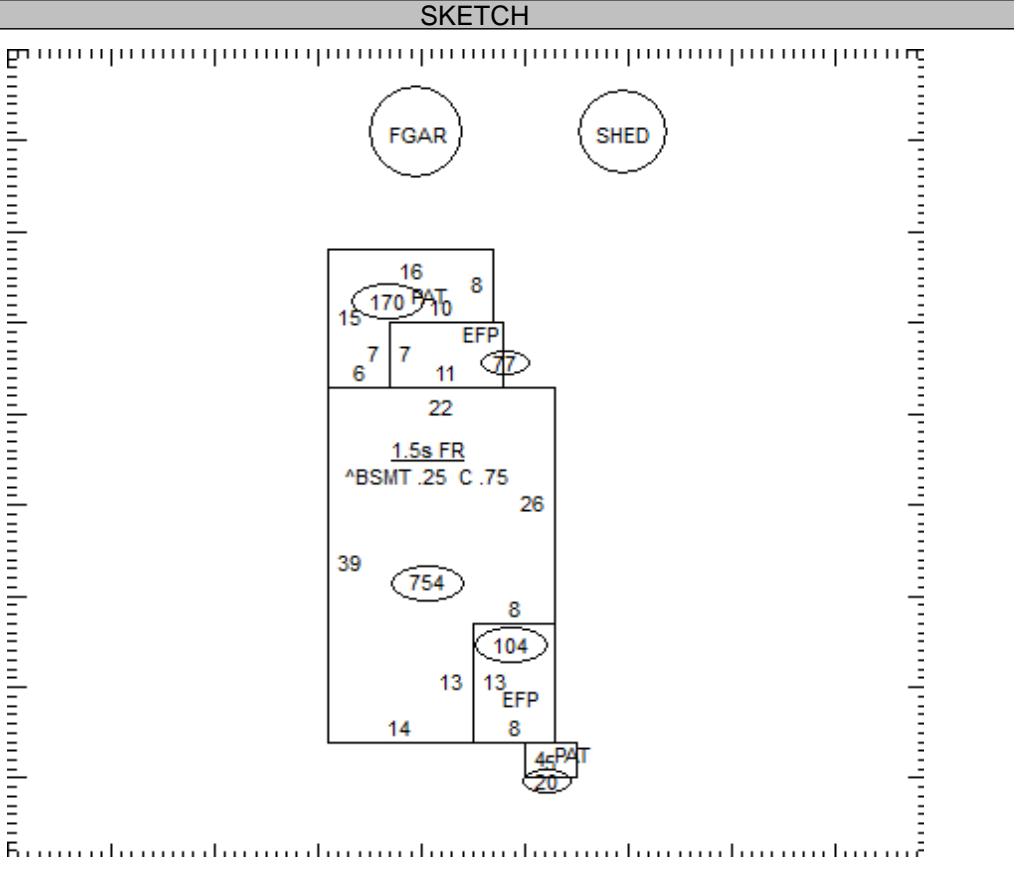 SKETCH
FGAR SHED
16
8
170 PAT
15 10
EFP
7 7 77
6 11
22
1.5s FR
^BSMT .25 C .75
26
39
754
8
104
13 13
EFP
14 8
45 PAT
20